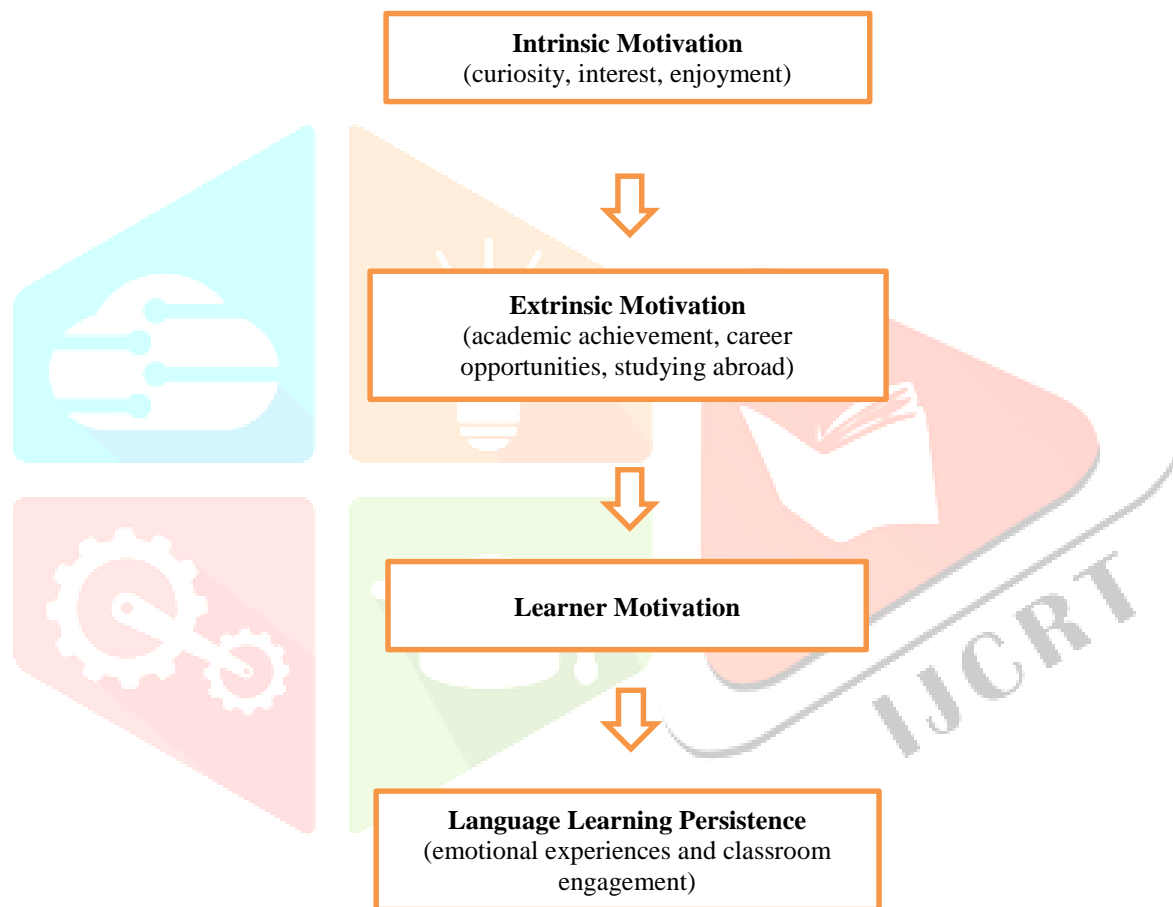 Intrinsic Motivation
(curiosity, interest, enjoyment)
Extrinsic Motivation
(academic achievement, career
opportunities, studying abroad)
Learner Motivation
IJCRT
Language Learning Persistence
(emotional experiences and classroom
engagement)